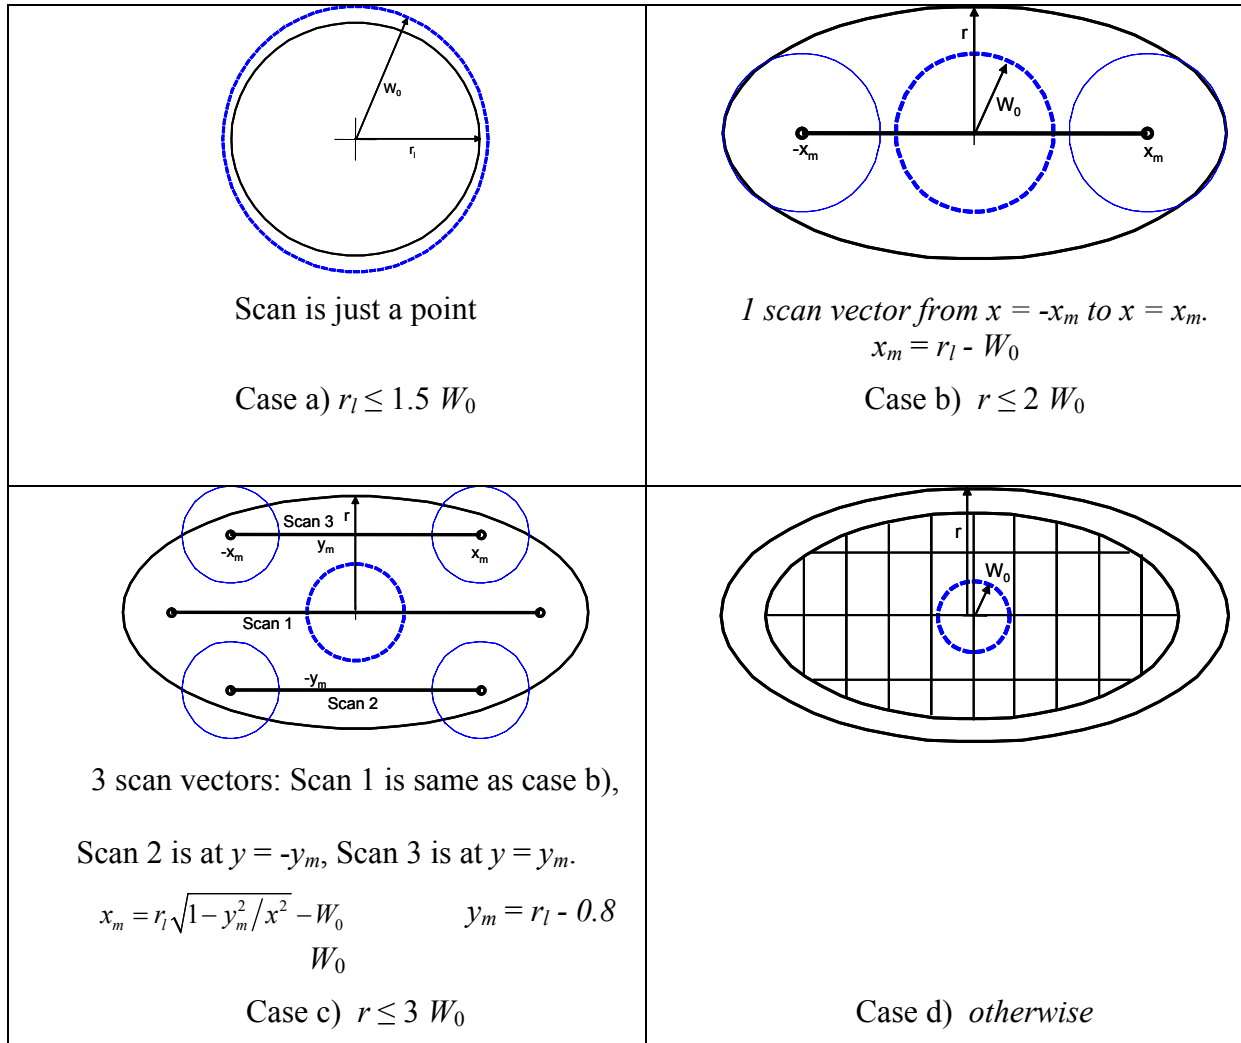 W0
rl
Scan is just a point
Case a) rl ≤ 1.5 W0
r
W0
-xm
xm
1 scan vector from x = -xm to x = xm.
xm = rl - W0
Case b) r ≤ 2 W0
Scan 3
r
-xm
ym
xm
Scan 1
-ym
Scan 2
3 scan vectors: Scan 1 is same as case b),
Scan 2 is at y = -ym, Scan 3 is at y = ym.
xm = rl√(1 − ym²/x²) − W0 ym = rl - 0.8
W0
Case c) r ≤ 3 W0
r
W0
Case d) otherwise